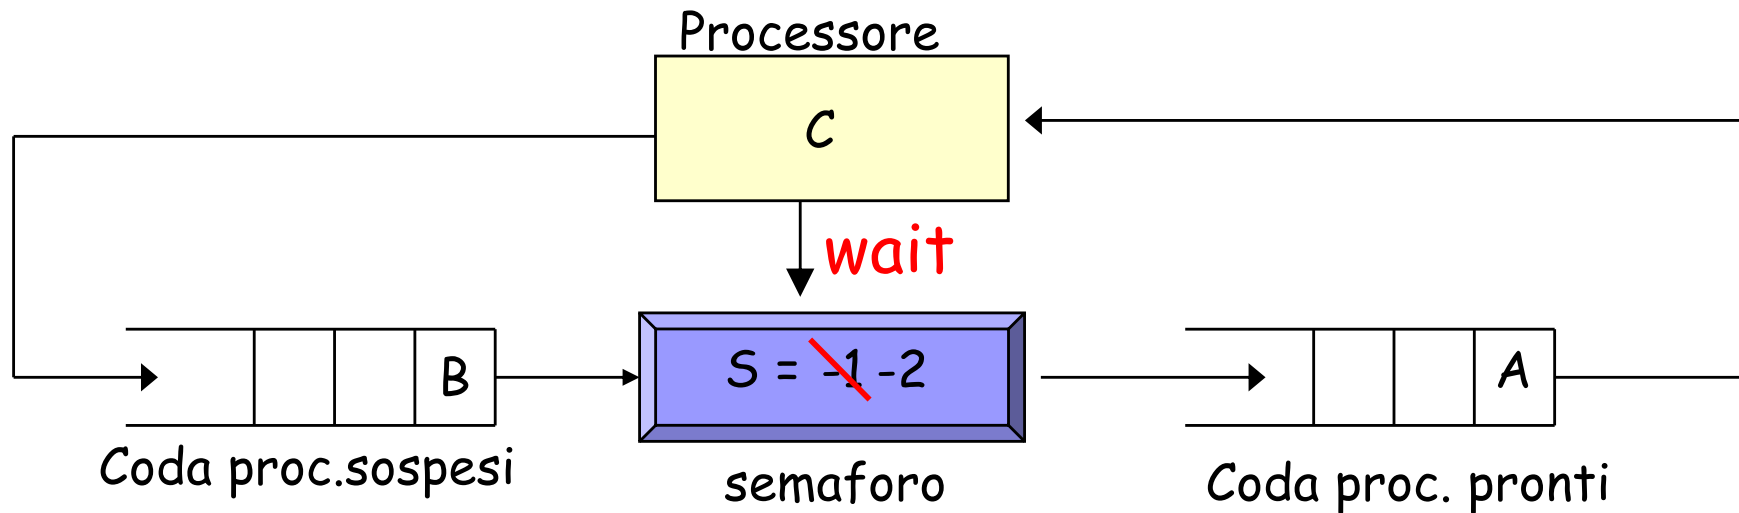 Processore
C
wait
B
S = -1 -2
A
Coda proc.sospesi
semaforo
Coda proc. pronti